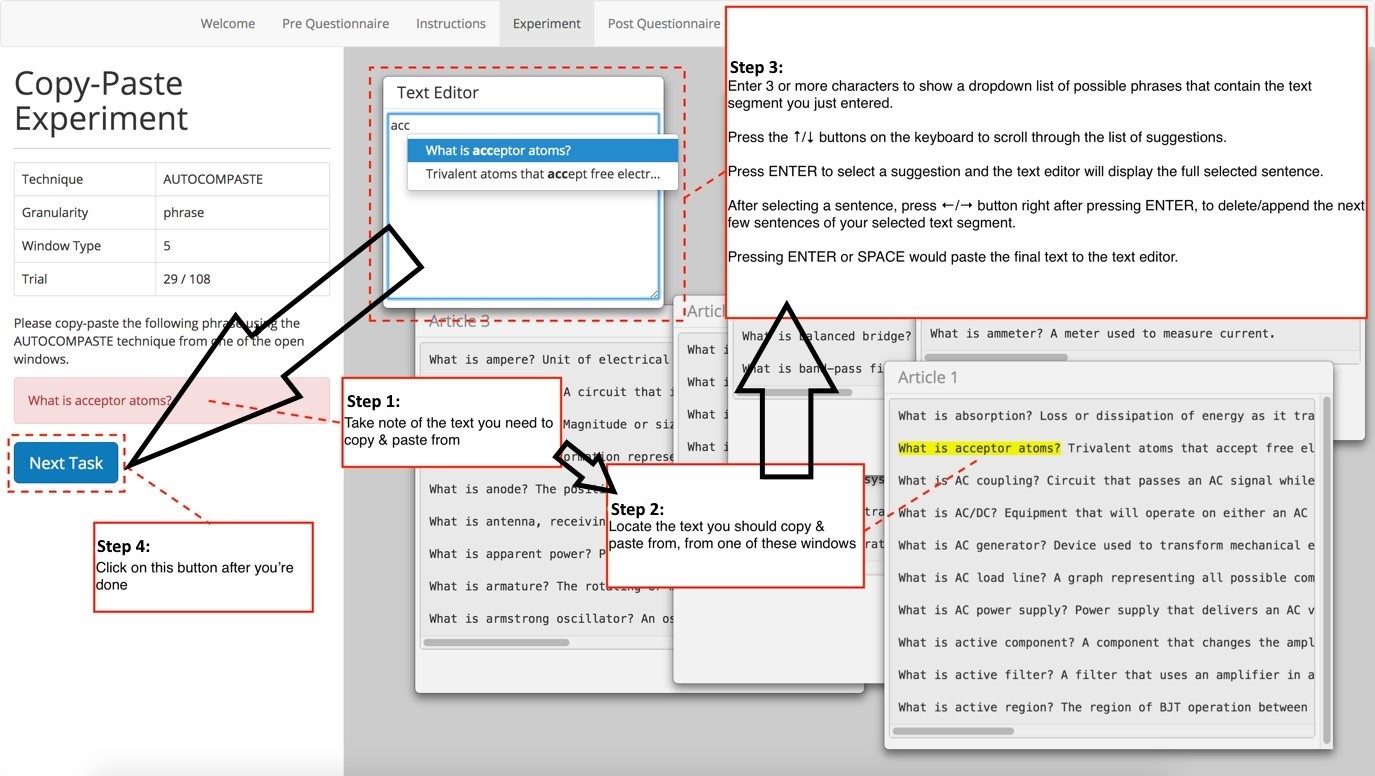 Welcome
Pre Questionnaire
Instructions
Experiment
Post Questionnaire
Copy-Paste
Experiment
Technique AUTOCOMPASTE
Granularity phrase
Window Type 5
Trial 29 / 108
Please copy-paste the following phrase using the
AUTOCOMPASTE technique from one of the open
windows.
What is acceptor atoms?
Next Task
Step 4:
Click on this button after you're
done
Text Editor
acc
What is acceptor atoms?
Trivalent atoms that accept free electr...
Step 3:
Enter 3 or more characters to show a dropdown list of possible phrases that contain the text
segment you just entered.
Press the ↑/↓ buttons on the keyboard to scroll through the list of suggestions.
Press ENTER to select a suggestion and the text editor will display the full selected sentence.
After selecting a sentence, press ←/→ button right after pressing ENTER, to delete/append the next
few sentences of your selected text segment.
Pressing ENTER or SPACE would paste the final text to the text editor.
Step 1:
Take note of the text you need to
copy & paste from
Step 2:
Locate the text you should copy &
paste from, from one of these windows
Article 3
What is ampere? Unit of electrical
A circuit that i
Magnitude or si
What is anode? The posit
What is antenna, receivin
What is apparent power? P
What is armature? The rotating
What is armstrong oscillator? An os
What i
What i
What i
What i
What is balanced bridge?
What is band-pass fi
What is ammeter? A meter used to measure current.
Article 1
What is absorption? Loss or dissipation of energy as it tra
What is acceptor atoms? Trivalent atoms that accept free el
What is AC coupling? Circuit that passes an AC signal while
What is AC/DC? Equipment that will operate on either an AC
What is AC generator? Device used to transform mechanical e
What is AC load line? A graph representing all possible com
What is AC power supply? Power supply that delivers an AC v
What is active component? A component that changes the ampl
What is active filter? A filter that uses an amplifier in a
What is active region? The region of BJT operation between